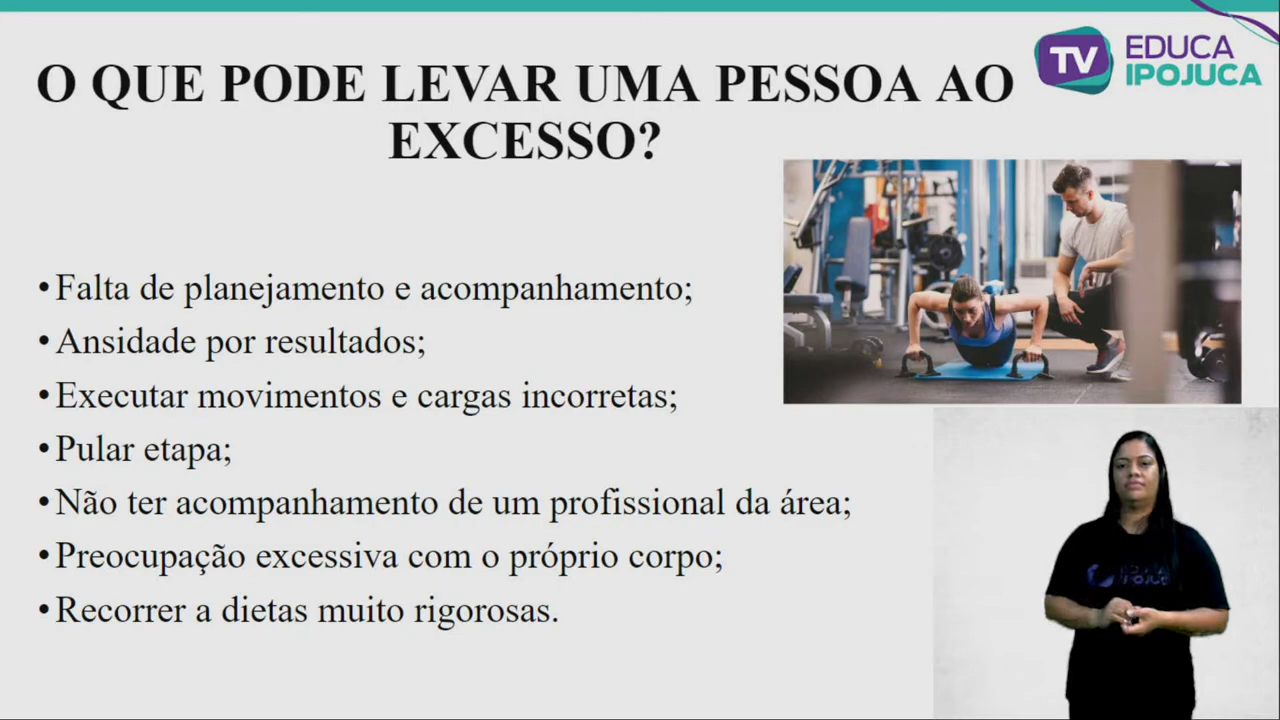 O QUE PODE LEVAR UMA PESSOA AO
EXCESSO?
TV EDUCA
IPOJUCA
• Falta de planejamento e acompanhamento;
• Ansidade por resultados;
• Executar movimentos e cargas incorretas;
• Pular etapa;
• Não ter acompanhamento de um profissional da área;
• Preocupação excessiva com o próprio corpo;
• Recorrer a dietas muito rigorosas.